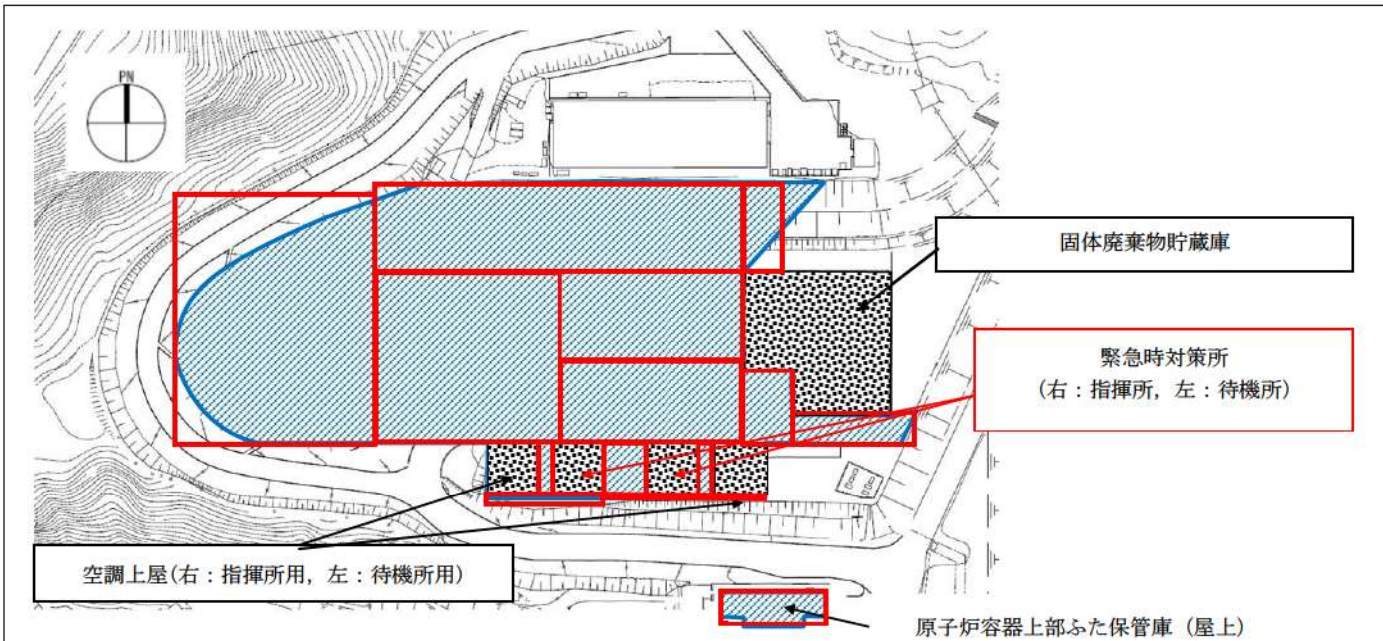 PN
固体廃棄物貯蔵庫
緊急時対策所
(右：指揮所，左：待機所)
空調上屋(右：指揮所用，左：待機所用)
原子炉容器上部ふた保管庫（屋上）